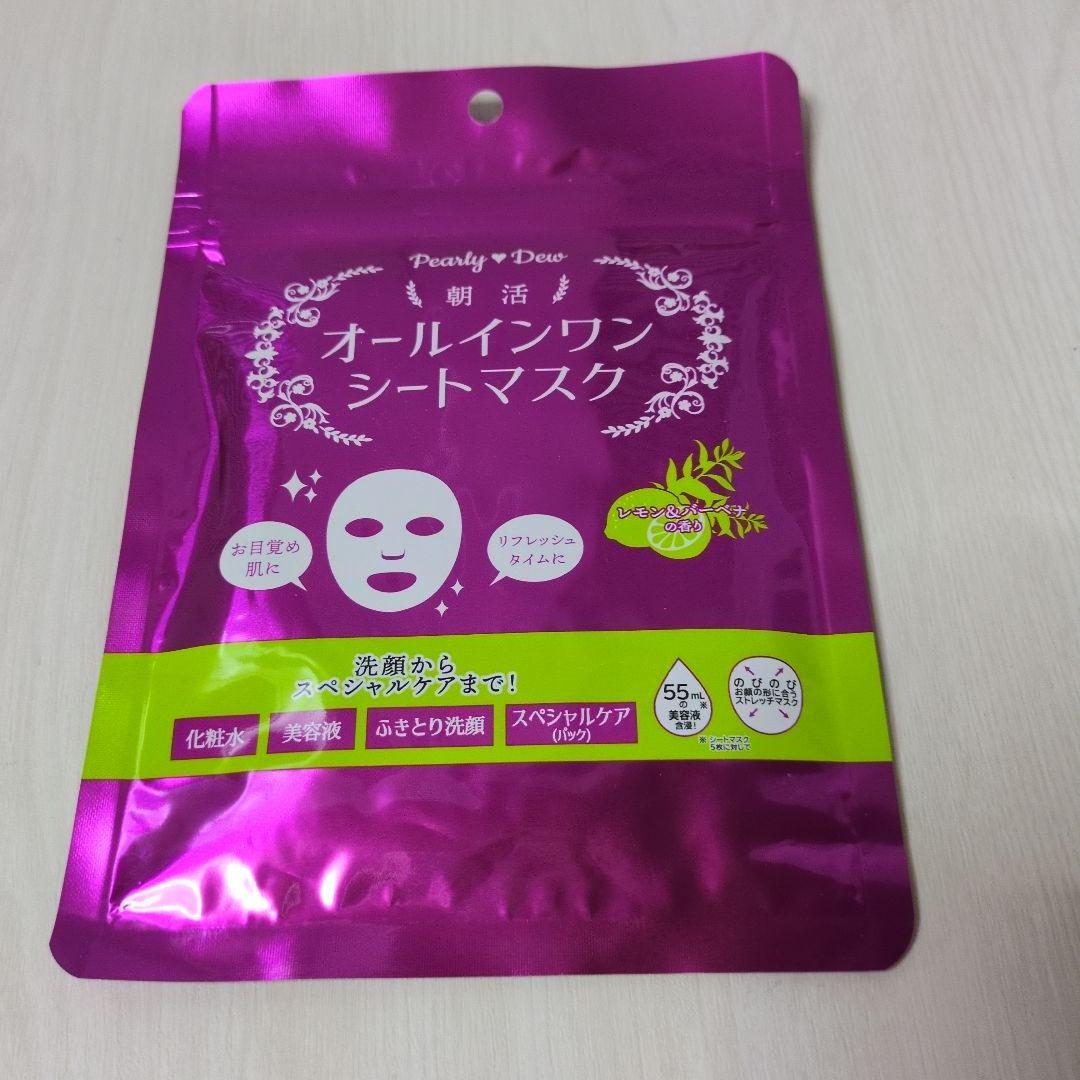 Pearly ♥ Dew
朝活
オールインワン
シートマスク
レモン&バーベナ
の香り
お目覚め
肌に
リフレッシュ
タイムに
洗顔から
スペシャルケアまで!
化粧水
美容液
ふきとり洗顔
スペシャルケア
(パック)
55mL※
の
美容液
含浸!
※ シートマスク
5枚に対して
のびのび
お顔の形に合う
ストレッチマスク